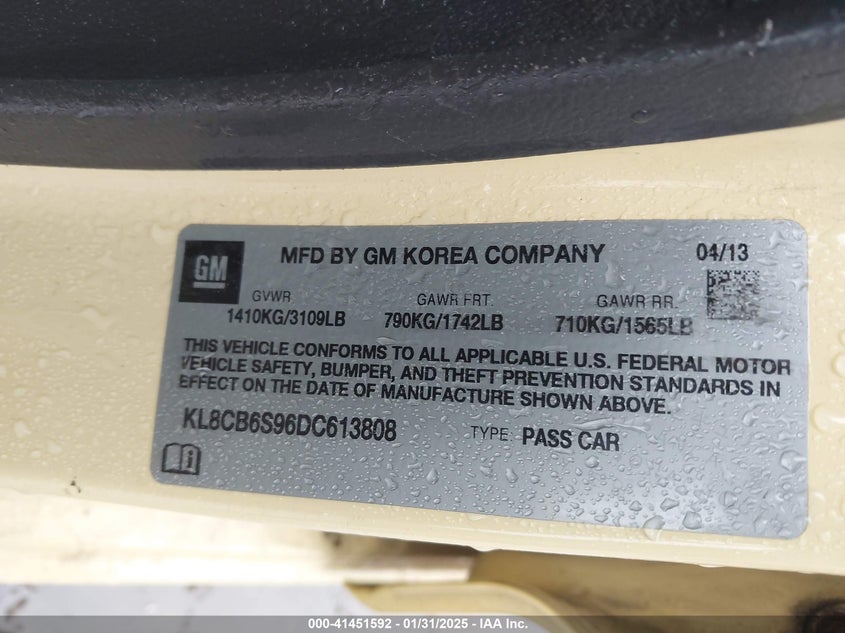 GM
MFD BY GM KOREA COMPANY 04/13
GVWR GAWR FRT. GAWR RR.
1410KG/3109LB 790KG/1742LB 710KG/1565LB
THIS VEHICLE CONFORMS TO ALL APPLICABLE U.S. FEDERAL MOTOR
VEHICLE SAFETY, BUMPER, AND THEFT PREVENTION STANDARDS IN
EFFECT ON THE DATE OF MANUFACTURE SHOWN ABOVE.
KL8CB6S96DC613808 TYPE: PASS CAR
000-41451592 - 01/31/2025 - IAA Inc.